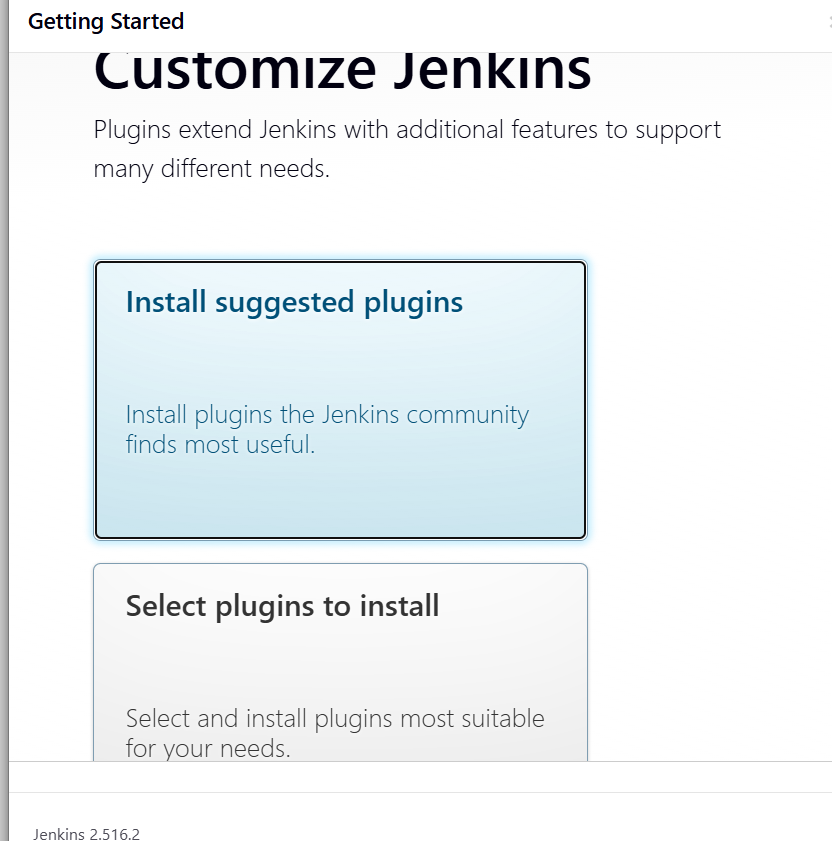 Getting Started
Customize Jenkins
Plugins extend Jenkins with additional features to support
many different needs.
Install suggested plugins
Install plugins the Jenkins community
finds most useful.
Select plugins to install
Select and install plugins most suitable
for your needs.
Jenkins 2.516.2